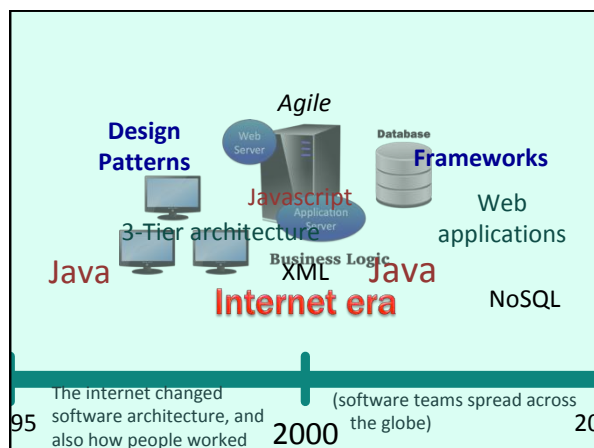 Agile
Design
Patterns
Web
Server
Database
Frameworks
Javascript
Application
Server
Web
applications
3-Tier architecture
Business Logic
Java
XML
Java
Internet era
NoSQL
The internet changed
software architecture, and
also how people worked
(software teams spread across
the globe)
95
2000
20